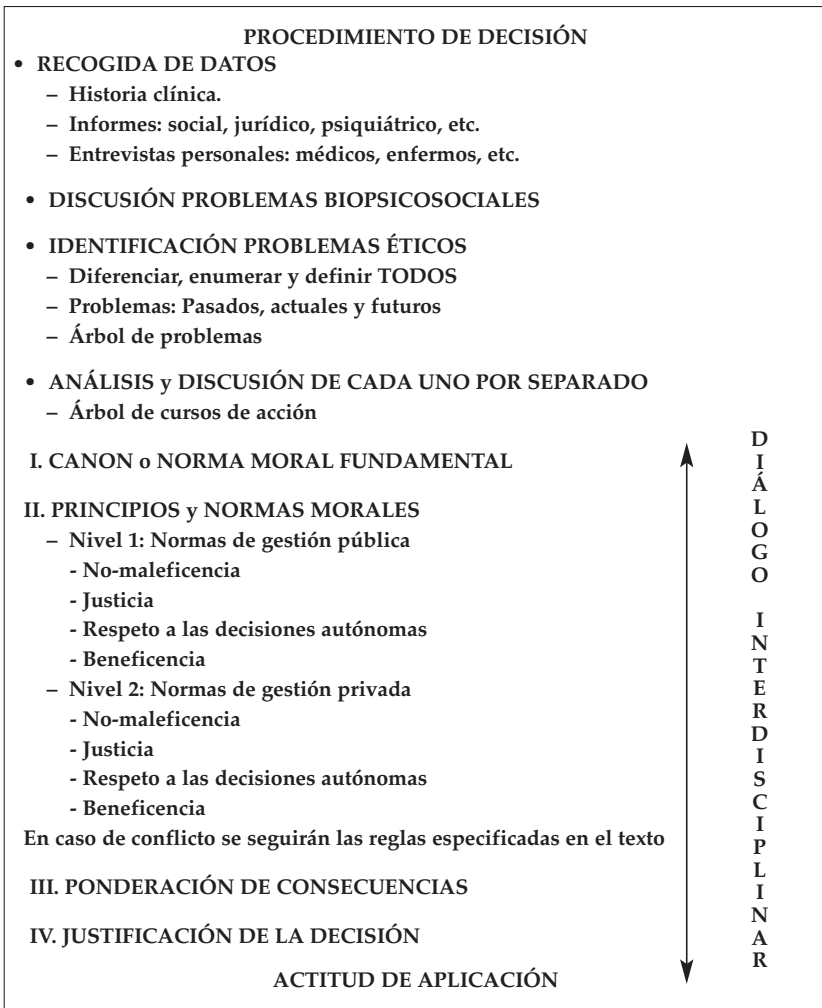 PROCEDIMIENTO DE DECISIÓN
• RECOGIDA DE DATOS
– Historia clínica.
– Informes: social, jurídico, psiquiátrico, etc.
– Entrevistas personales: médicos, enfermos, etc.
• DISCUSIÓN PROBLEMAS BIOPSICOSOCIALES
• IDENTIFICACIÓN PROBLEMAS ÉTICOS
– Diferenciar, enumerar y definir TODOS
– Problemas: Pasados, actuales y futuros
– Árbol de problemas
• ANÁLISIS y DISCUSIÓN DE CADA UNO POR SEPARADO
– Árbol de cursos de acción
I. CANON o NORMA MORAL FUNDAMENTAL
II. PRINCIPIOS y NORMAS MORALES
– Nivel 1: Normas de gestión pública
- No-maleficencia
- Justicia
- Respeto a las decisiones autónomas
- Beneficencia
– Nivel 2: Normas de gestión privada
- No-maleficencia
- Justicia
- Respeto a las decisiones autónomas
- Beneficencia
En caso de conflicto se seguirán las reglas especificadas en el texto
III. PONDERACIÓN DE CONSECUENCIAS
IV. JUSTIFICACIÓN DE LA DECISIÓN
ACTITUD DE APLICACIÓN
DIÁLOGO INTERDISCIPLINAR